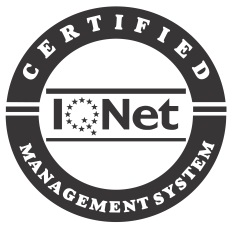 CERTIFIED
IQNet
MANAGEMENT SYSTEM